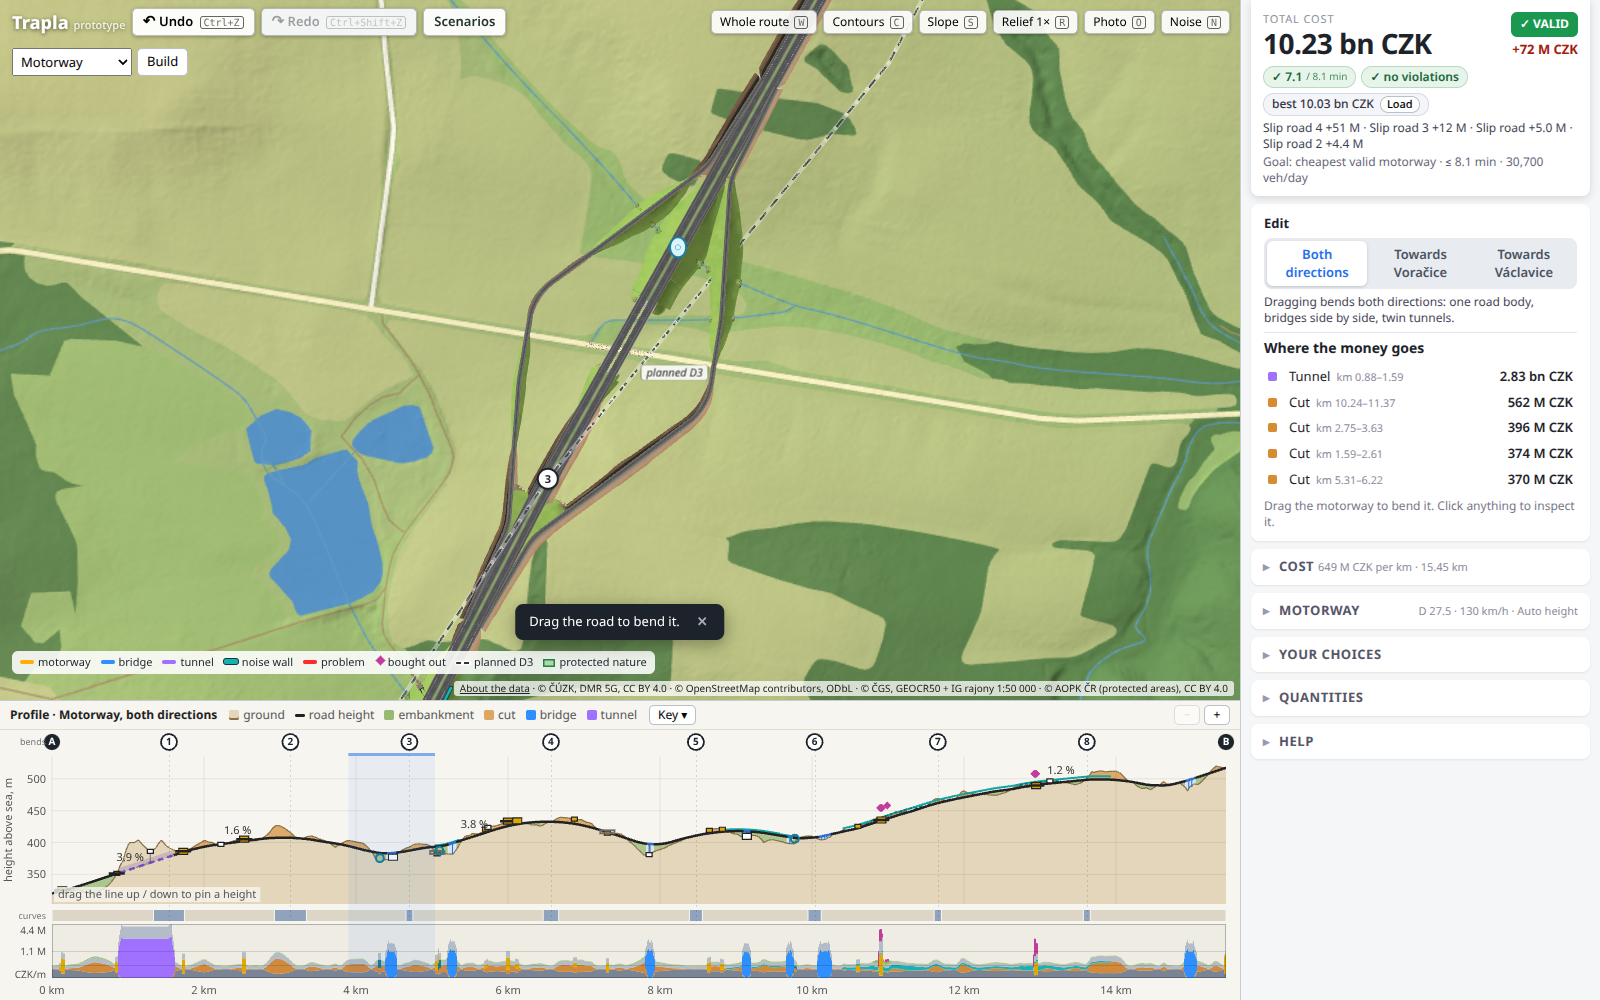 Trapla prototype
↶ Undo Ctrl+Z
↷ Redo Ctrl+Shift+Z
Scenarios
Whole route W
Contours C
Slope S
Relief 1× R
Photo O
Noise N
Motorway
Build
planned D3
3
Drag the road to bend it. ✕
motorway bridge tunnel noise wall problem bought out planned D3 protected nature
About the data · © ČÚZK, DMR 5G, CC BY 4.0 · © OpenStreetMap contributors, ODbL · © ČGS, GEOCR50 + IG rajony 1:50 000 · © AOPK ČR (protected areas), CC BY 4.0
TOTAL COST
10.23 bn CZK
✓ VALID
+72 M CZK
✓ 7.1 / 8.1 min
✓ no violations
best 10.03 bn CZK Load
Slip road 4 +51 M · Slip road 3 +12 M · Slip road +5.0 M ·
Slip road 2 +4.4 M
Goal: cheapest valid motorway · ≤ 8.1 min · 30,700
veh/day
Edit
Both directions
Towards Voračice
Towards Václavice
Dragging bends both directions: one road body,
bridges side by side, twin tunnels.
Where the money goes
Tunnel km 0.88–1.59 2.83 bn CZK
Cut km 10.24–11.37 562 M CZK
Cut km 2.75–3.63 396 M CZK
Cut km 1.59–2.61 374 M CZK
Cut km 5.31–6.22 370 M CZK
Drag the motorway to bend it. Click anything to inspect
it.
▸ COST 649 M CZK per km · 15.45 km
▸ MOTORWAY D 27.5 · 130 km/h · Auto height
▸ YOUR CHOICES
▸ QUANTITIES
▸ HELP
Profile · Motorway, both directions ground road height embankment cut bridge tunnel Key ▾ − +
bends A 1 2 3 4 5 6 7 8 B
height above sea, m
500
450
400
350
3.9 %
1.6 %
3.8 %
1.2 %
drag the line up / down to pin a height
curves
4.4 M
1.1 M
CZK/m
0 km 2 km 4 km 6 km 8 km 10 km 12 km 14 km